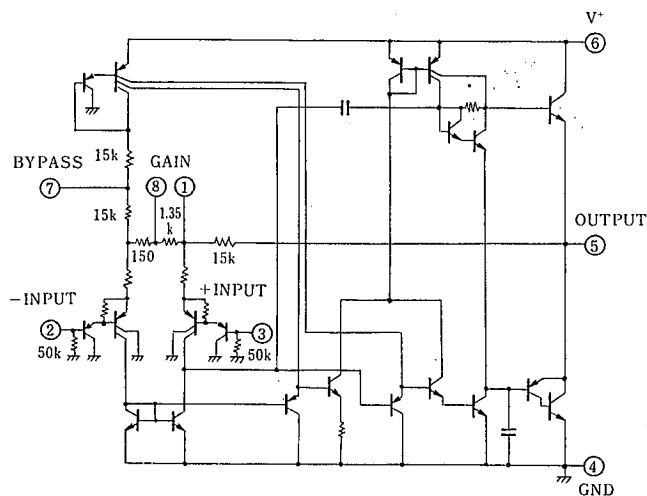 V+
6
15k
BYPASS
GAIN
7
8
1
15k
1.35
k
OUTPUT
5
150
15k
−INPUT
+INPUT
2
3
50k
50k
4
GND